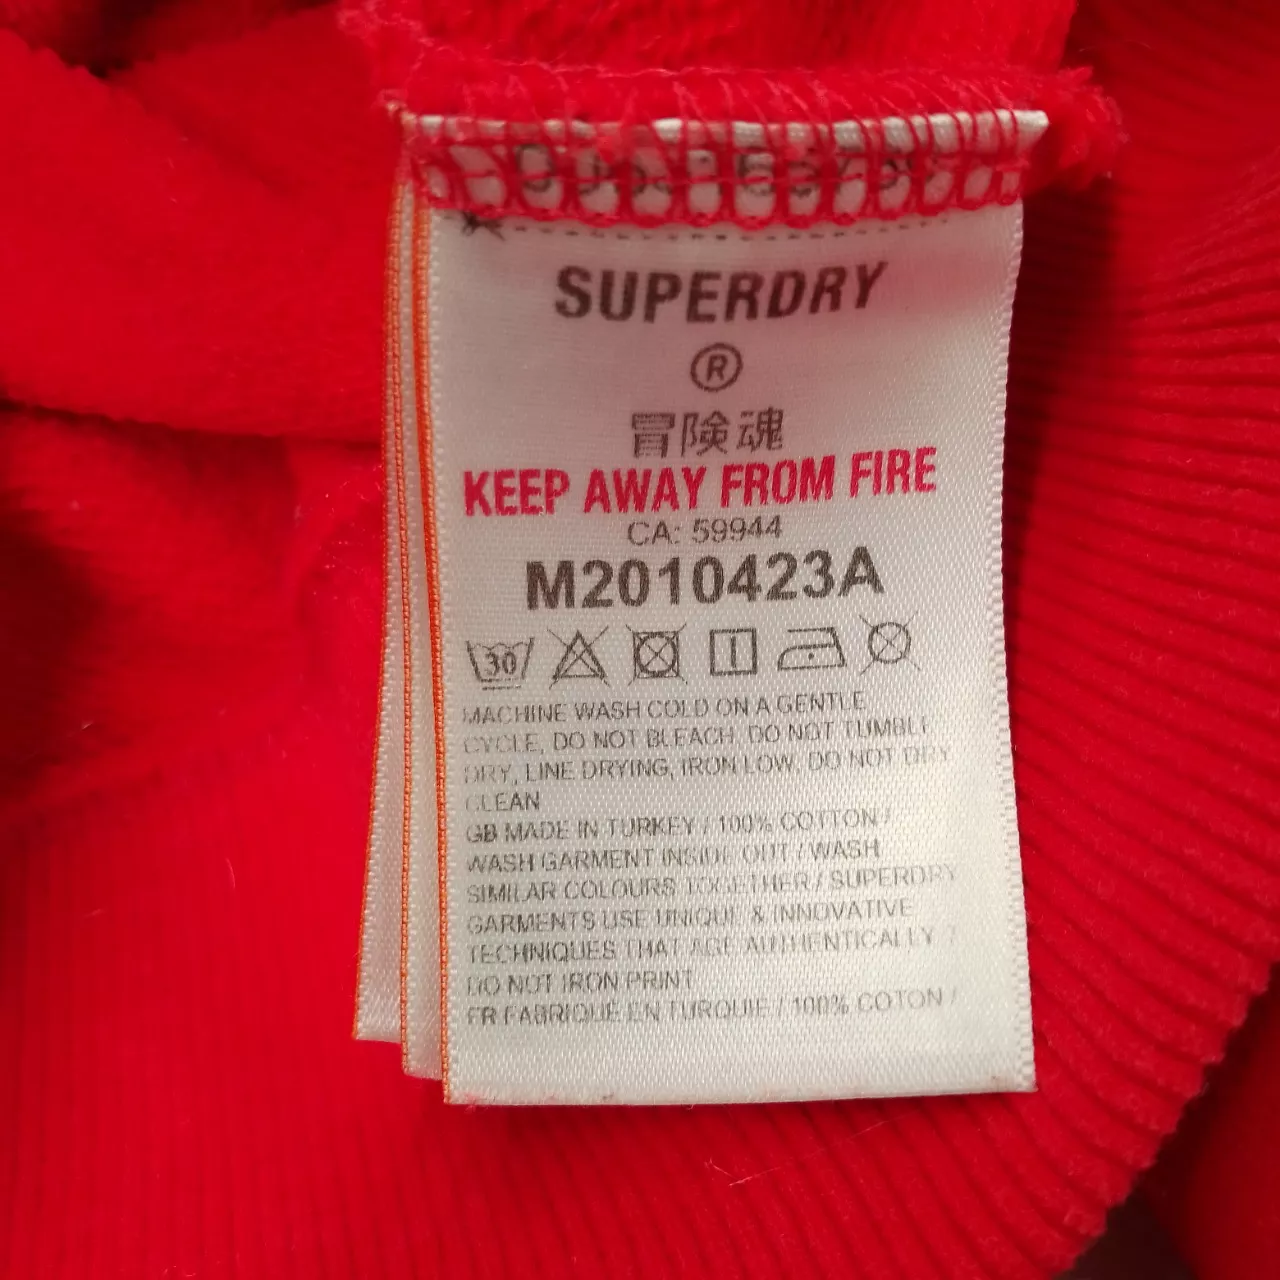 SUPERDRY
®
冒険魂
KEEP AWAY FROM FIRE
CA: 59944
M2010423A
30
MACHINE WASH COLD ON A GENTLE
CYCLE, DO NOT BLEACH, DO NOT TUMBLE
DRY, LINE DRYING, IRON LOW, DO NOT DRY
CLEAN
GB MADE IN TURKEY / 100% COTTON /
WASH GARMENT INSIDE OUT / WASH
SIMILAR COLOURS TOGETHER / SUPERDRY
GARMENTS USE UNIQUE & INNOVATIVE
TECHNIQUES THAT AGE AUTHENTICALLY /
DO NOT IRON PRINT
FR FABRIQUÉ EN TURQUIE / 100% COTON /